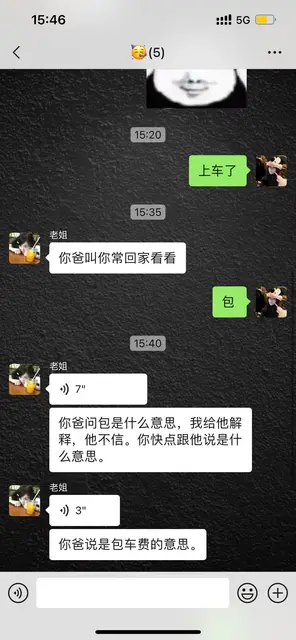 15:46
5G
🥳(5)
15:20
上车了
15:35
老姐
你爸叫你常回家看看
包
15:40
老姐
7"
你爸问包是什么意思，我给他解
释，他不信。你快点跟他说是什
么意思。
老姐
3"
你爸说是包车费的意思。